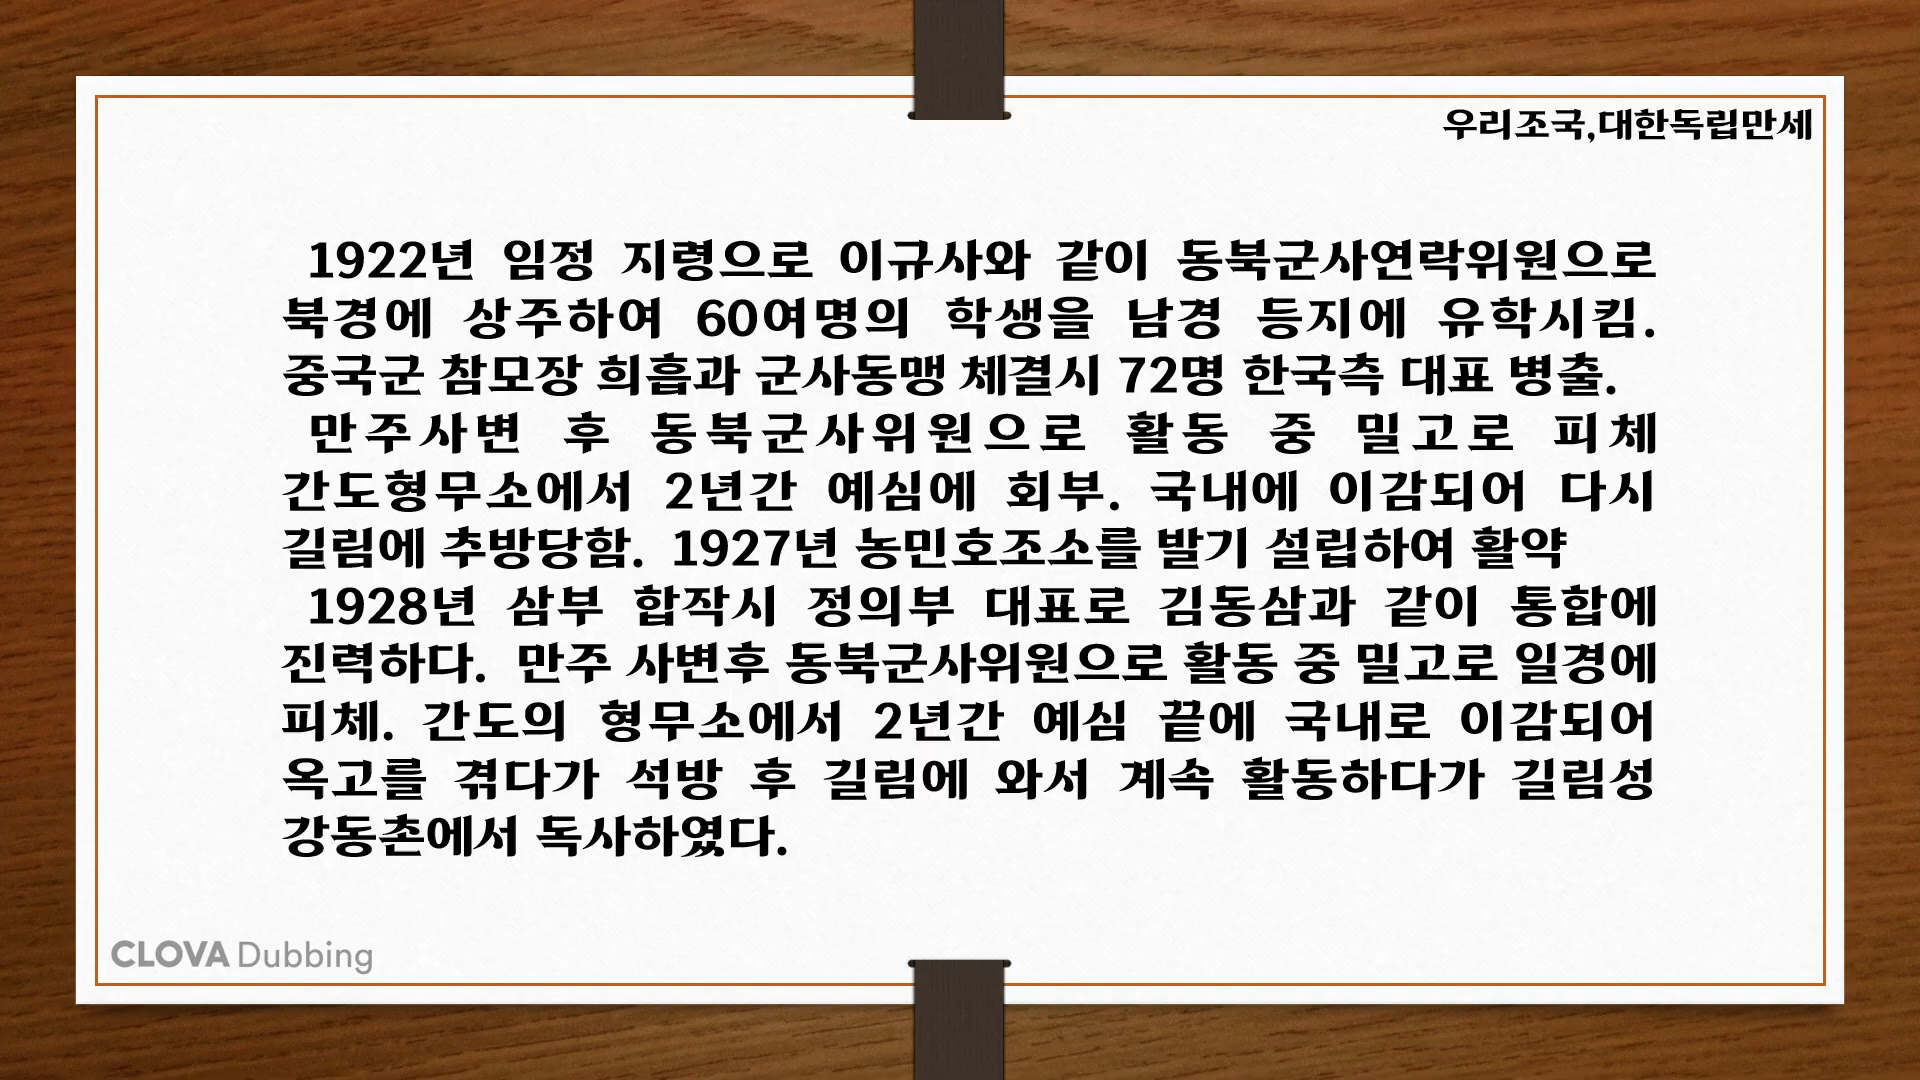 우리조국,대한독립만세
1922년 임정 지령으로 이규사와 같이 동북군사연락위원으로
북경에 상주하여 60여명의 학생을 남경 등지에 유학시킴.
중국군 참모장 희흡과 군사동맹 체결시 72명 한국측 대표 병출.
만주사변 후 동북군사위원으로 활동 중 밀고로 피체
간도형무소에서 2년간 예심에 회부. 국내에 이감되어 다시
길림에 추방당함. 1927년 농민호조소를 발기 설립하여 활약
1928년 삼부 합작시 정의부 대표로 김동삼과 같이 통합에
진력하다. 만주 사변후 동북군사위원으로 활동 중 밀고로 일경에
피체. 간도의 형무소에서 2년간 예심 끝에 국내로 이감되어
옥고를 겪다가 석방 후 길림에 와서 계속 활동하다가 길림성
강동촌에서 독사하였다.
CLOVA Dubbing